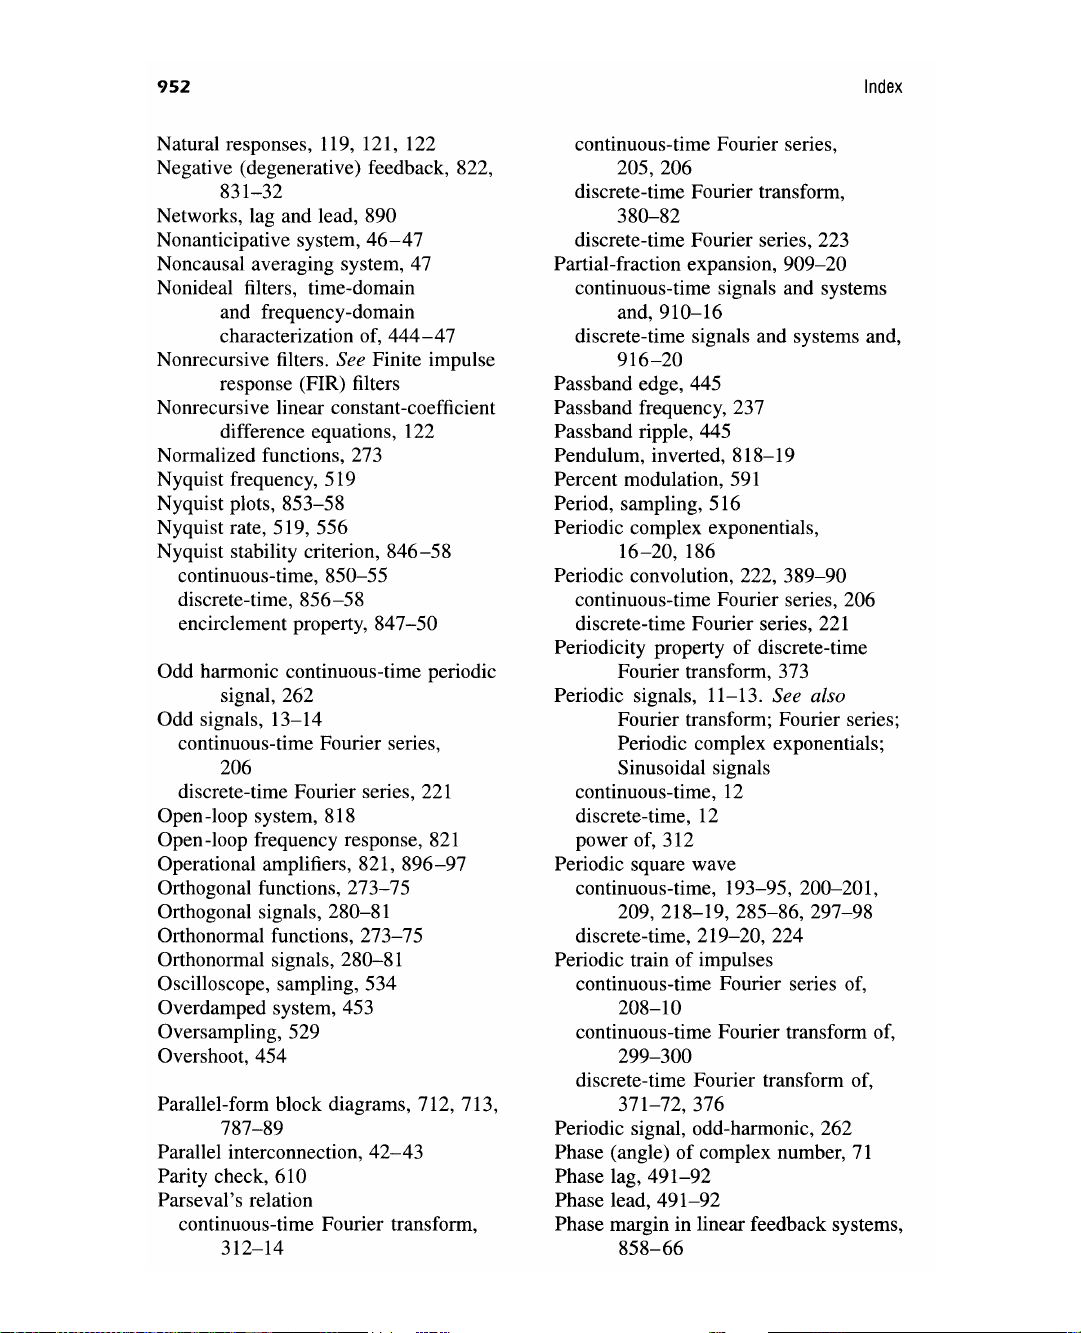 952
Index
Natural responses, 119, 121, 122
Negative (degenerative) feedback, 822,
831–32
Networks, lag and lead, 890
Nonanticipative system, 46–47
Noncausal averaging system, 47
Nonideal filters, time-domain
and frequency-domain
characterization of, 444–47
Nonrecursive filters. See Finite impulse
response (FIR) filters
Nonrecursive linear constant-coefficient
difference equations, 122
Normalized functions, 273
Nyquist frequency, 519
Nyquist plots, 853–58
Nyquist rate, 519, 556
Nyquist stability criterion, 846–58
continuous-time, 850–55
discrete-time, 856–58
encirclement property, 847–50
Odd harmonic continuous-time periodic
signal, 262
Odd signals, 13–14
continuous-time Fourier series,
206
discrete-time Fourier series, 221
Open-loop system, 818
Open-loop frequency response, 821
Operational amplifiers, 821, 896–97
Orthogonal functions, 273–75
Orthogonal signals, 280–81
Orthonormal functions, 273–75
Orthonormal signals, 280–81
Oscilloscope, sampling, 534
Overdamped system, 453
Oversampling, 529
Overshoot, 454
Parallel-form block diagrams, 712, 713,
787–89
Parallel interconnection, 42–43
Parity check, 610
Parseval's relation
continuous-time Fourier transform,
312–14
continuous-time Fourier series,
205, 206
discrete-time Fourier transform,
380–82
discrete-time Fourier series, 223
Partial-fraction expansion, 909–20
continuous-time signals and systems
and, 910–16
discrete-time signals and systems and,
916–20
Passband edge, 445
Passband frequency, 237
Passband ripple, 445
Pendulum, inverted, 818–19
Percent modulation, 591
Period, sampling, 516
Periodic complex exponentials,
16–20, 186
Periodic convolution, 222, 389–90
continuous-time Fourier series, 206
discrete-time Fourier series, 221
Periodicity property of discrete-time
Fourier transform, 373
Periodic signals, 11–13. See also
Fourier transform; Fourier series;
Periodic complex exponentials;
Sinusoidal signals
continuous-time, 12
discrete-time, 12
power of, 312
Periodic square wave
continuous-time, 193–95, 200–201,
209, 218–19, 285–86, 297–98
discrete-time, 219–20, 224
Periodic train of impulses
continuous-time Fourier series of,
208–10
continuous-time Fourier transform of,
299–300
discrete-time Fourier transform of,
371–72, 376
Periodic signal, odd-harmonic, 262
Phase (angle) of complex number, 71
Phase lag, 491–92
Phase lead, 491–92
Phase margin in linear feedback systems,
858–66